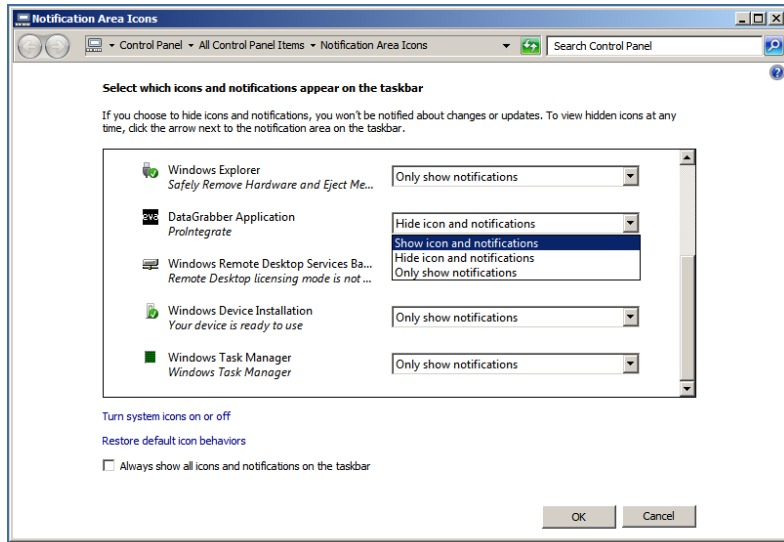 Notification Area Icons
Control Panel
All Control Panel Items
Notification Area Icons
Search Control Panel
Select which icons and notifications appear on the taskbar
If you choose to hide icons and notifications, you won't be notified about changes or updates. To view hidden icons at any
time, click the arrow next to the notification area on the taskbar.
Windows Explorer
Safely Remove Hardware and Eject Me...
Only show notifications
eva
DataGrabber Application
ProIntegrate
Hide icon and notifications
Show icon and notifications
Hide icon and notifications
Only show notifications
Windows Remote Desktop Services Ba...
Remote Desktop licensing mode is not ...
Windows Device Installation
Your device is ready to use
Only show notifications
Windows Task Manager
Windows Task Manager
Only show notifications
Turn system icons on or off
Restore default icon behaviors
Always show all icons and notifications on the taskbar
OK
Cancel